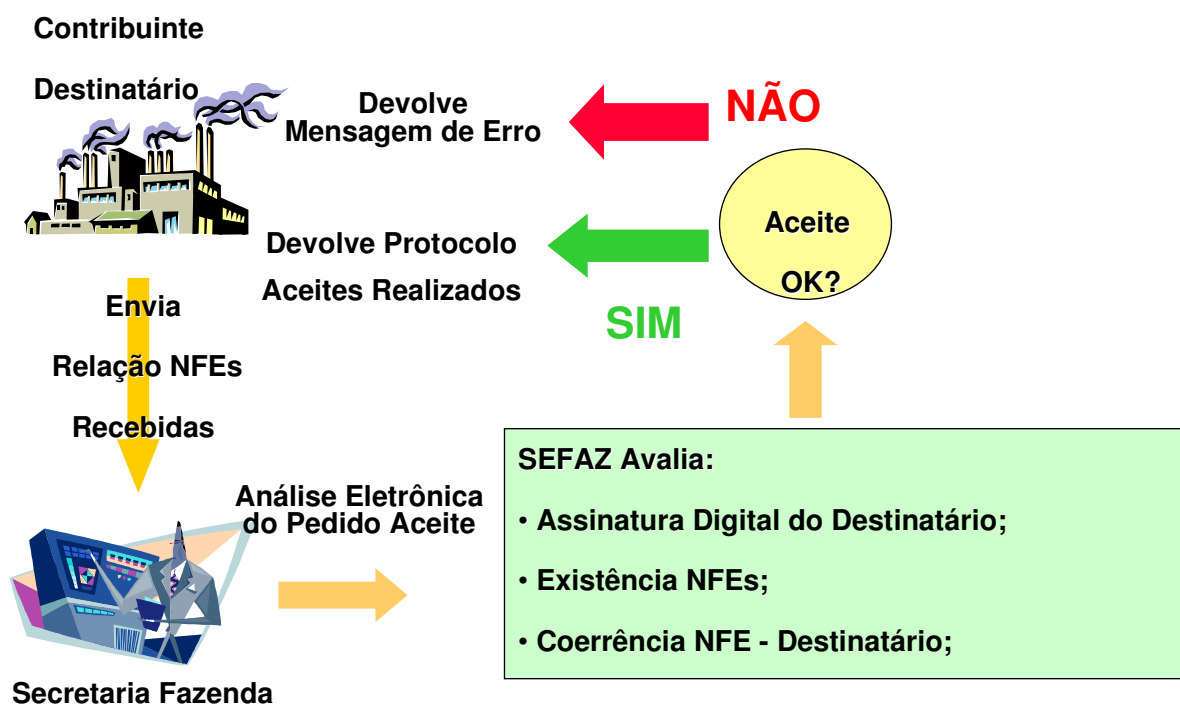 Contribuinte
Destinatário
Devolve
Mensagem de Erro
NÃO
Aceite
OK?
Devolve Protocolo
Aceites Realizados
SIM
Envia
Relação NFEs
Recebidas
Análise Eletrônica
do Pedido Aceite
SEFAZ Avalia:
• Assinatura Digital do Destinatário;
• Existência NFEs;
• Coerrência NFE - Destinatário;
Secretaria Fazenda